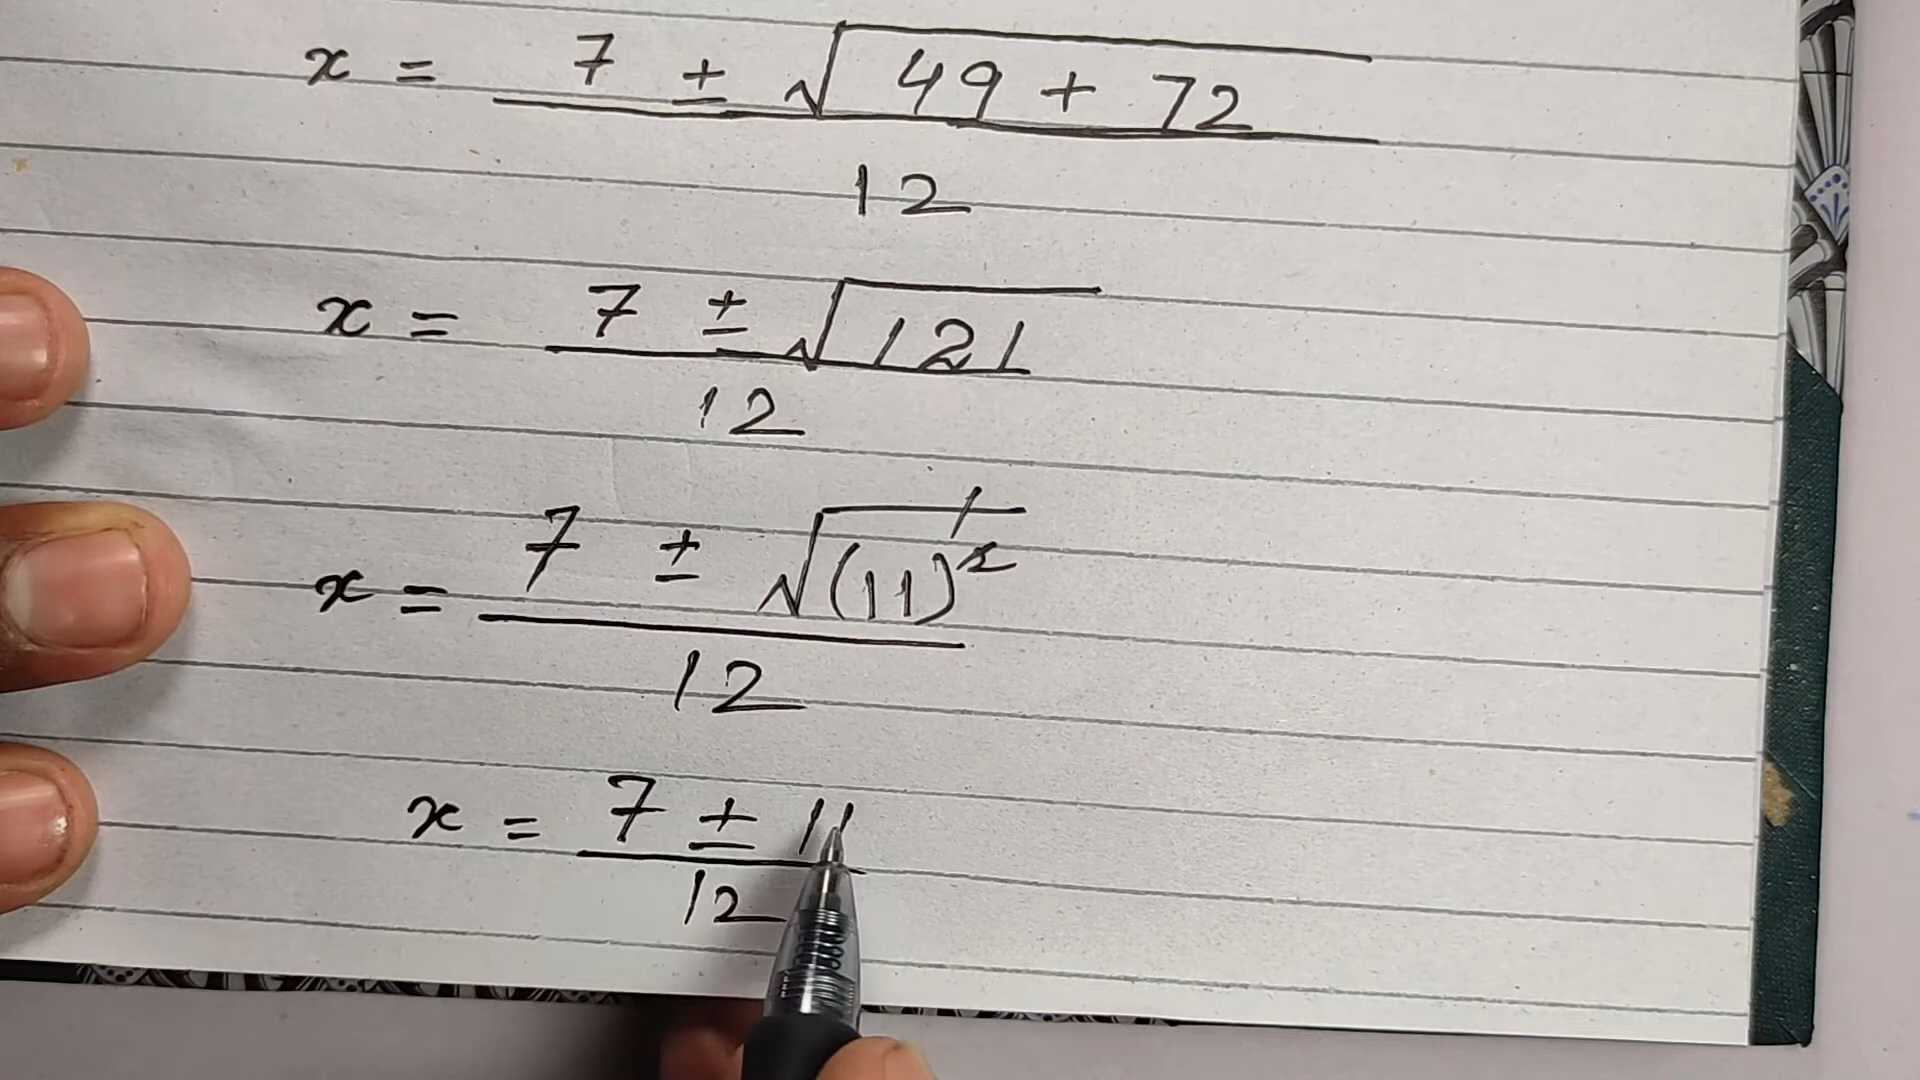 x = 7 ± √49 + 72
12
x = 7 ± √121
12
x = 7 ± √(11)²
12
x = 7 ± 11
12